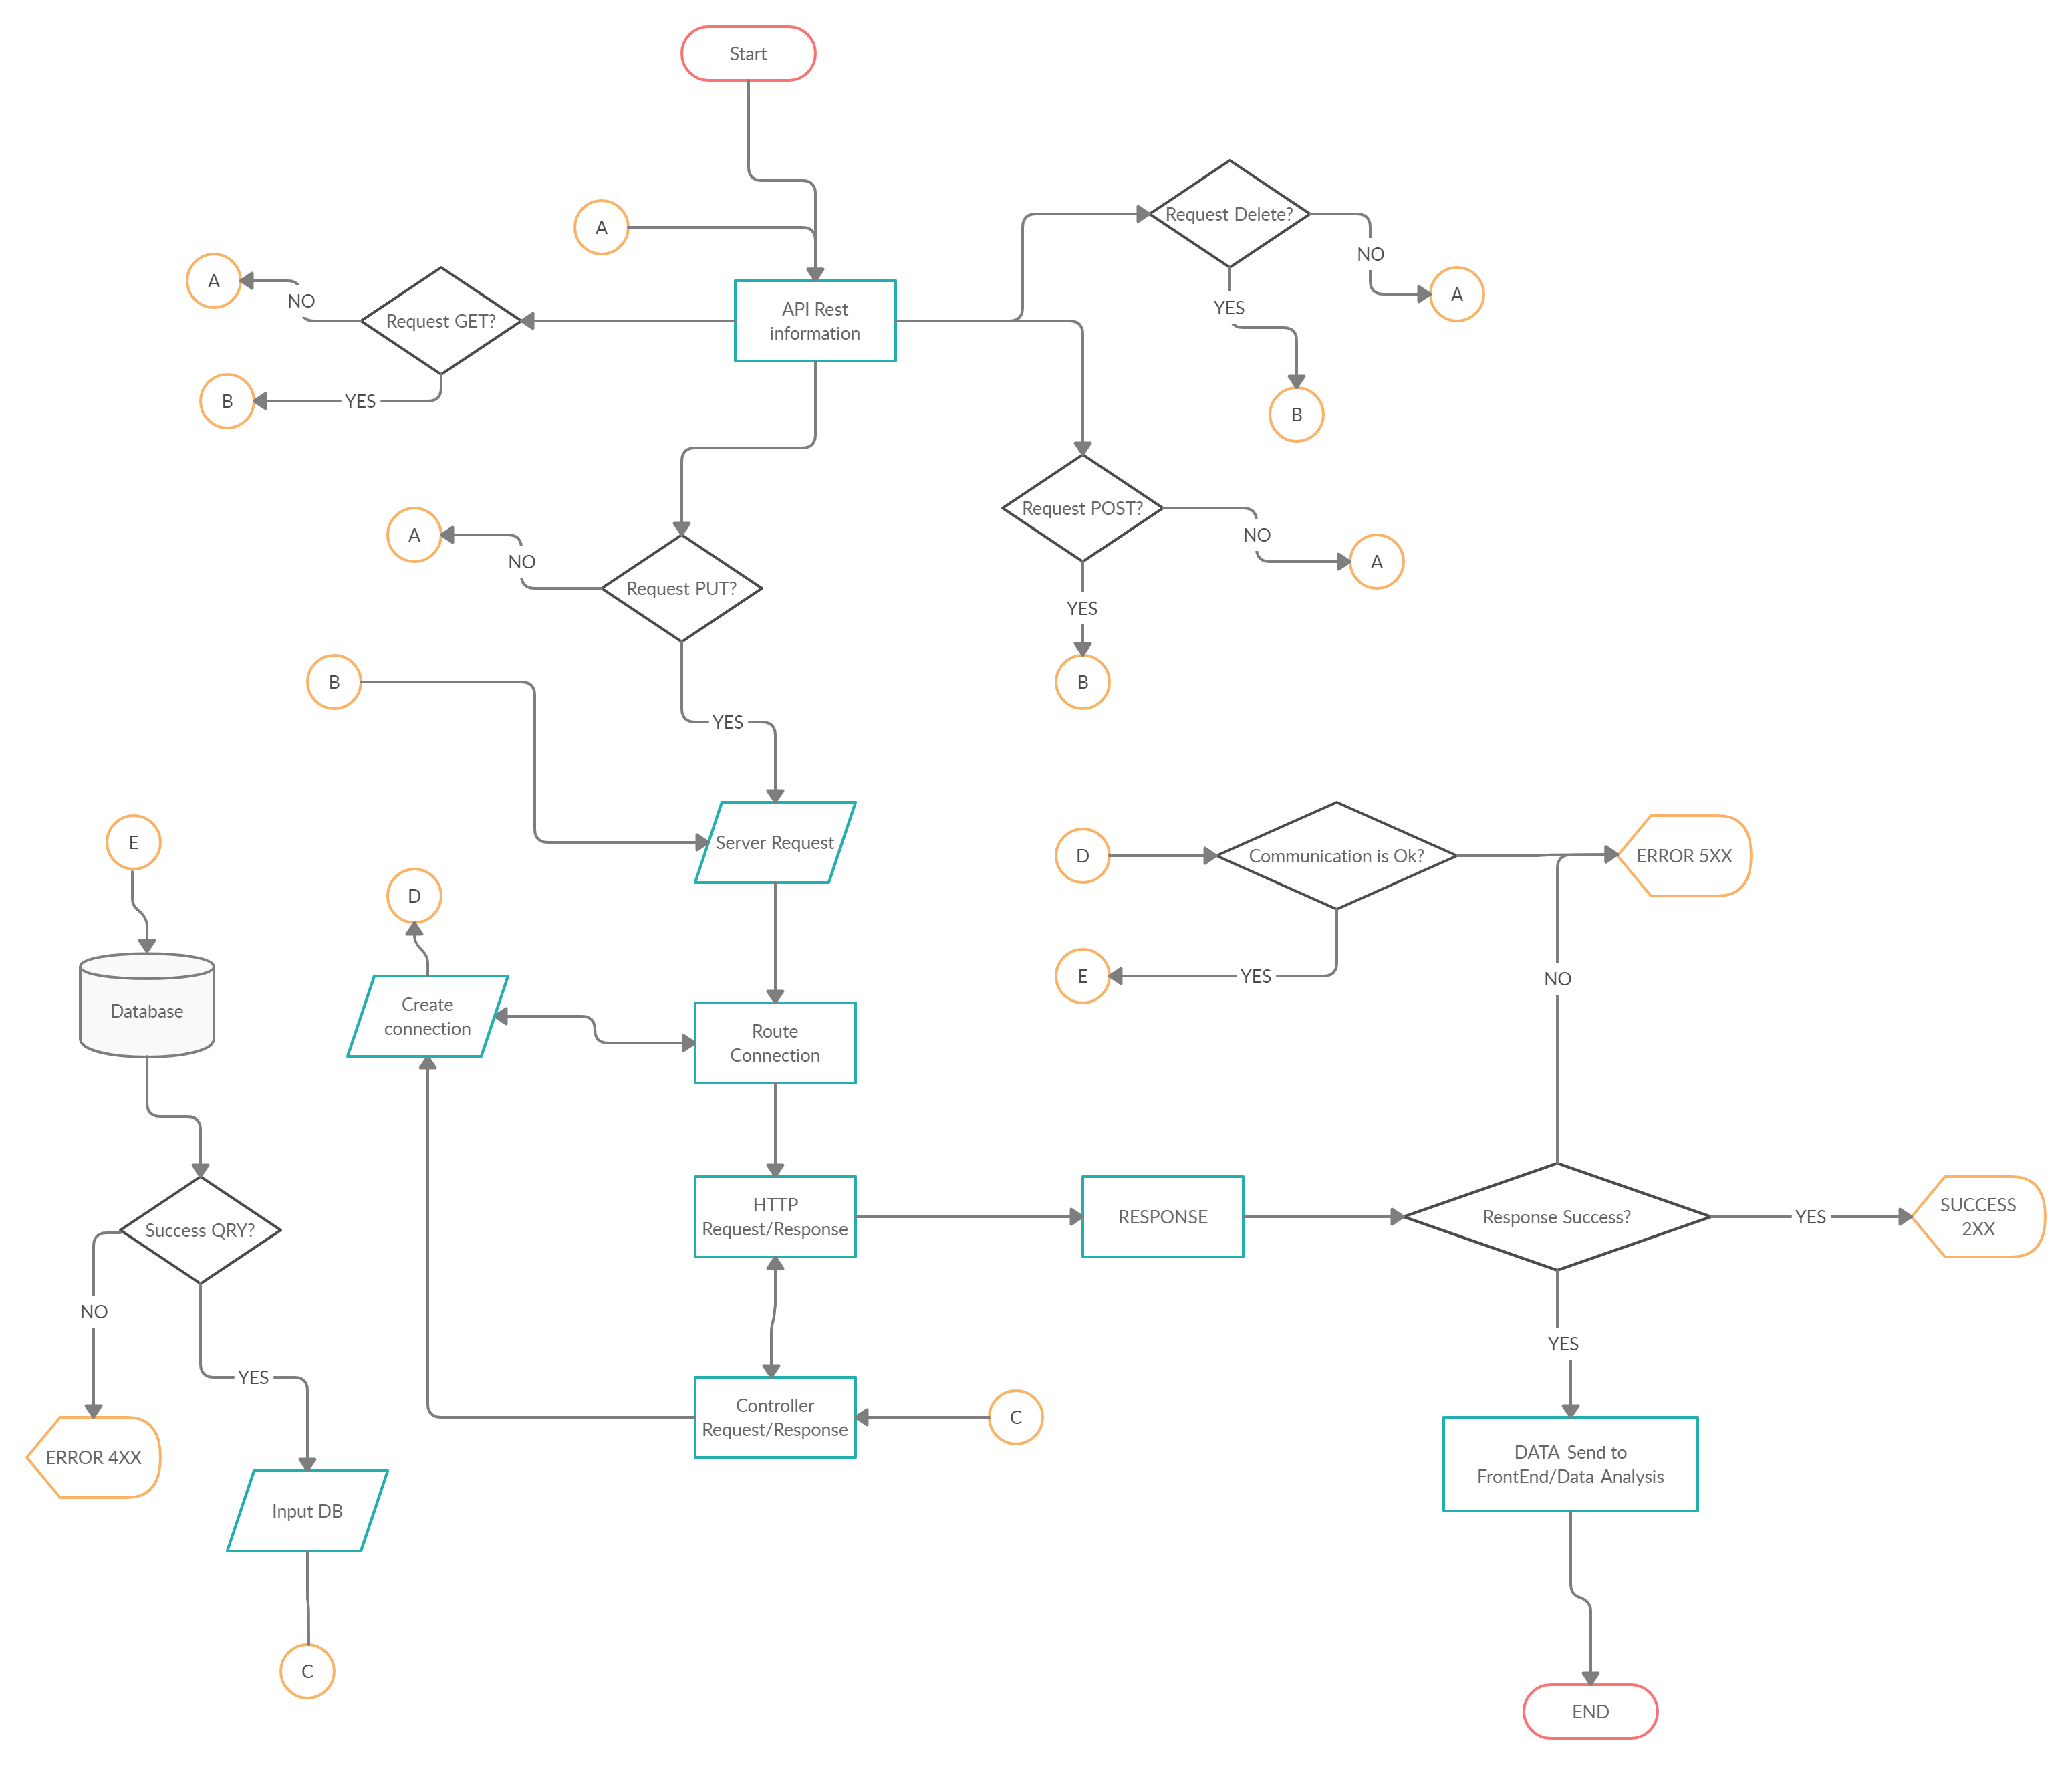 Start
Request Delete?
A
NO
A
NO
A
Request GET?
API Rest
information
YES
B
YES
B
Request POST?
A
NO
NO
A
Request PUT?
YES
B
B
YES
E
Server Request
D
Communication is Ok?
ERROR 5XX
D
E
YES
NO
Database
Create
connection
Route
Connection
Success QRY?
HTTP
Request/Response
RESPONSE
Response Success?
YES
SUCCESS
2XX
NO
YES
YES
Controller
Request/Response
C
ERROR 4XX
DATA Send to
FrontEnd/Data Analysis
Input DB
C
END